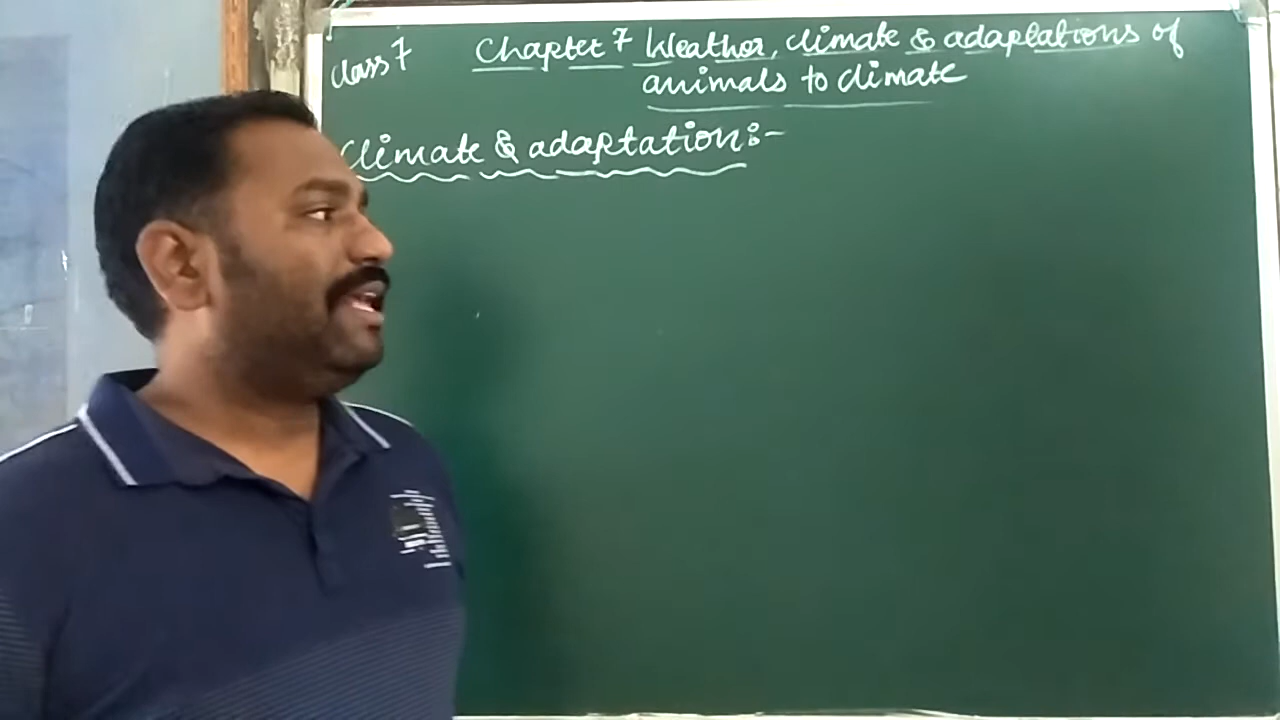 class 7
Chapter 7 Weather, climate & adaptations of
animals to climate
Climate & adaptation:-